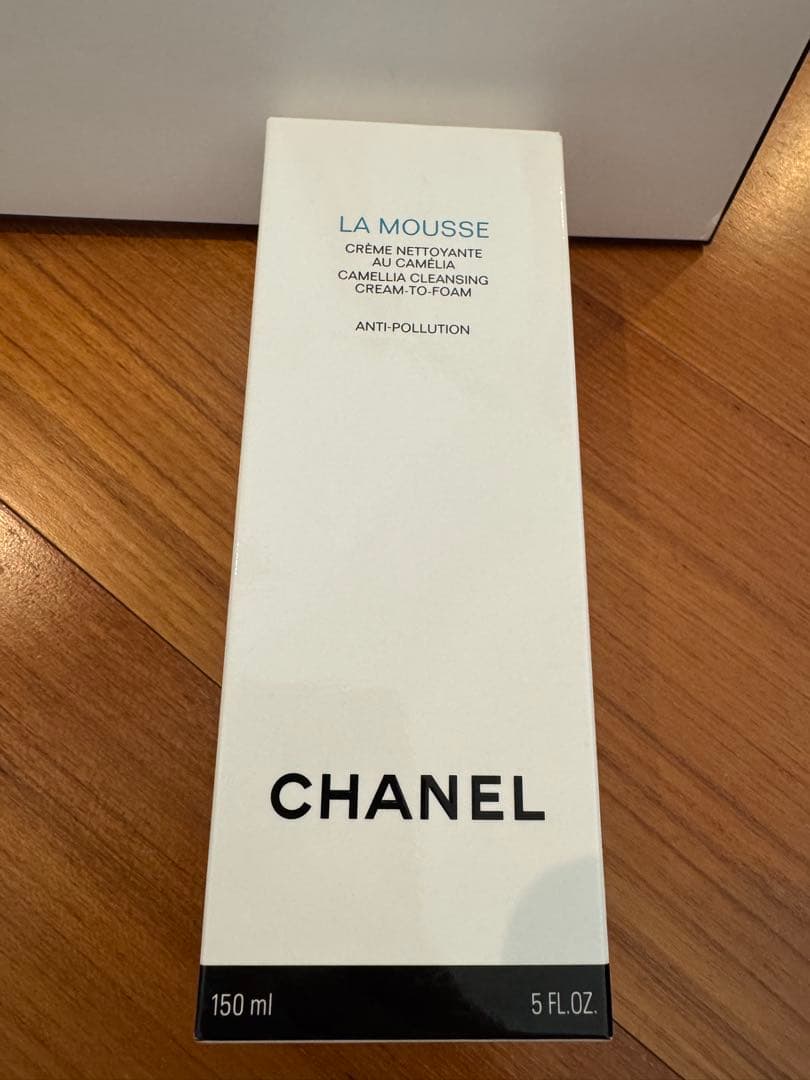 LA MOUSSE
CRÈME NETTOYANTE
AU CAMÉLIA
CAMELLIA CLEANSING
CREAM-TO-FOAM
ANTI-POLLUTION
CHANEL
150 ml 5 FL.OZ.